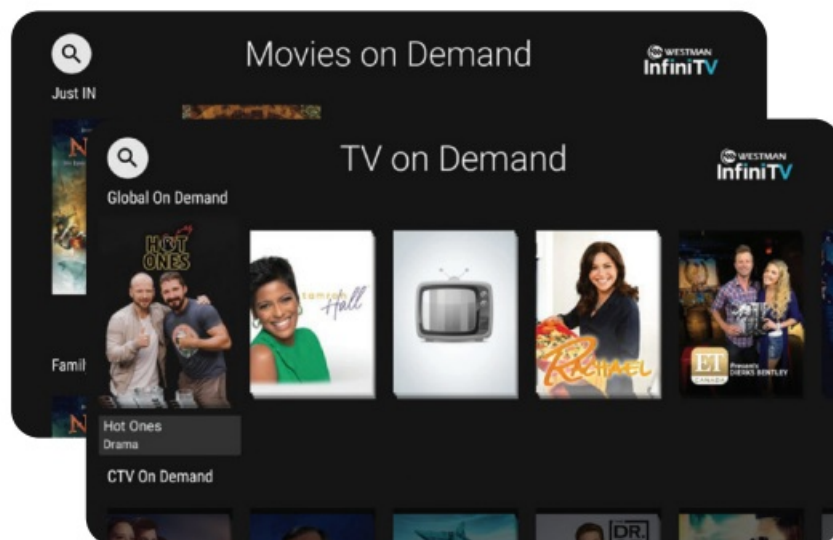 Movies on Demand
WESTMAN
InfiniTV
Just IN
N
TV on Demand
WESTMAN
InfiniTV
Global On Demand
HOT
ONES
tamron
Hall
RACHAEL
ET
CANADA
Presents
DIERKS BENTLEY
Famil
N
Hot Ones
Drama
CTV On Demand
DR.